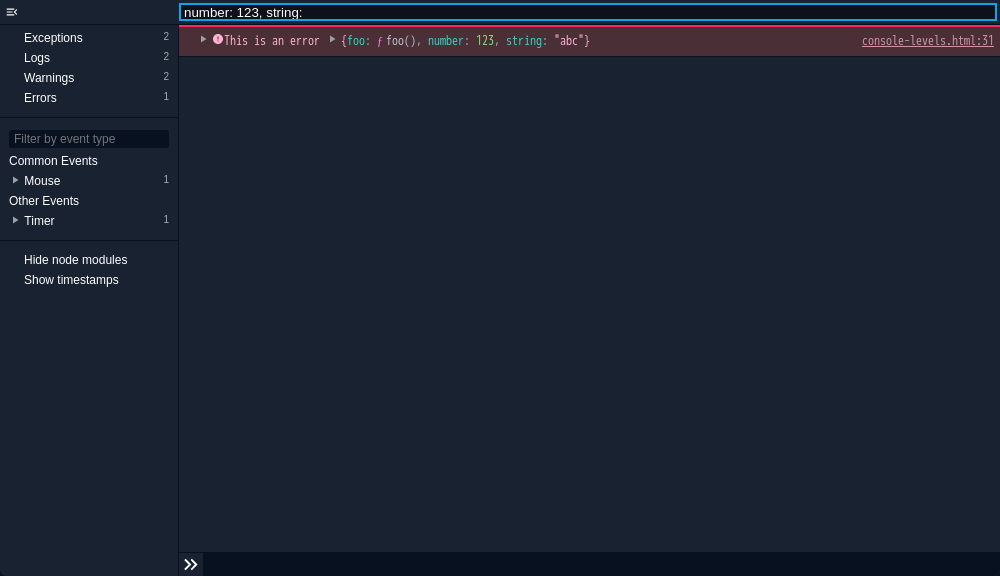 number: 123, string:
Exceptions 2
Logs 2
Warnings 2
Errors 1
Filter by event type
Common Events
Mouse 1
Other Events
Timer 1
Hide node modules
Show timestamps
This is an error {foo: ƒ foo(), number: 123, string: "abc"} console-levels.html:31